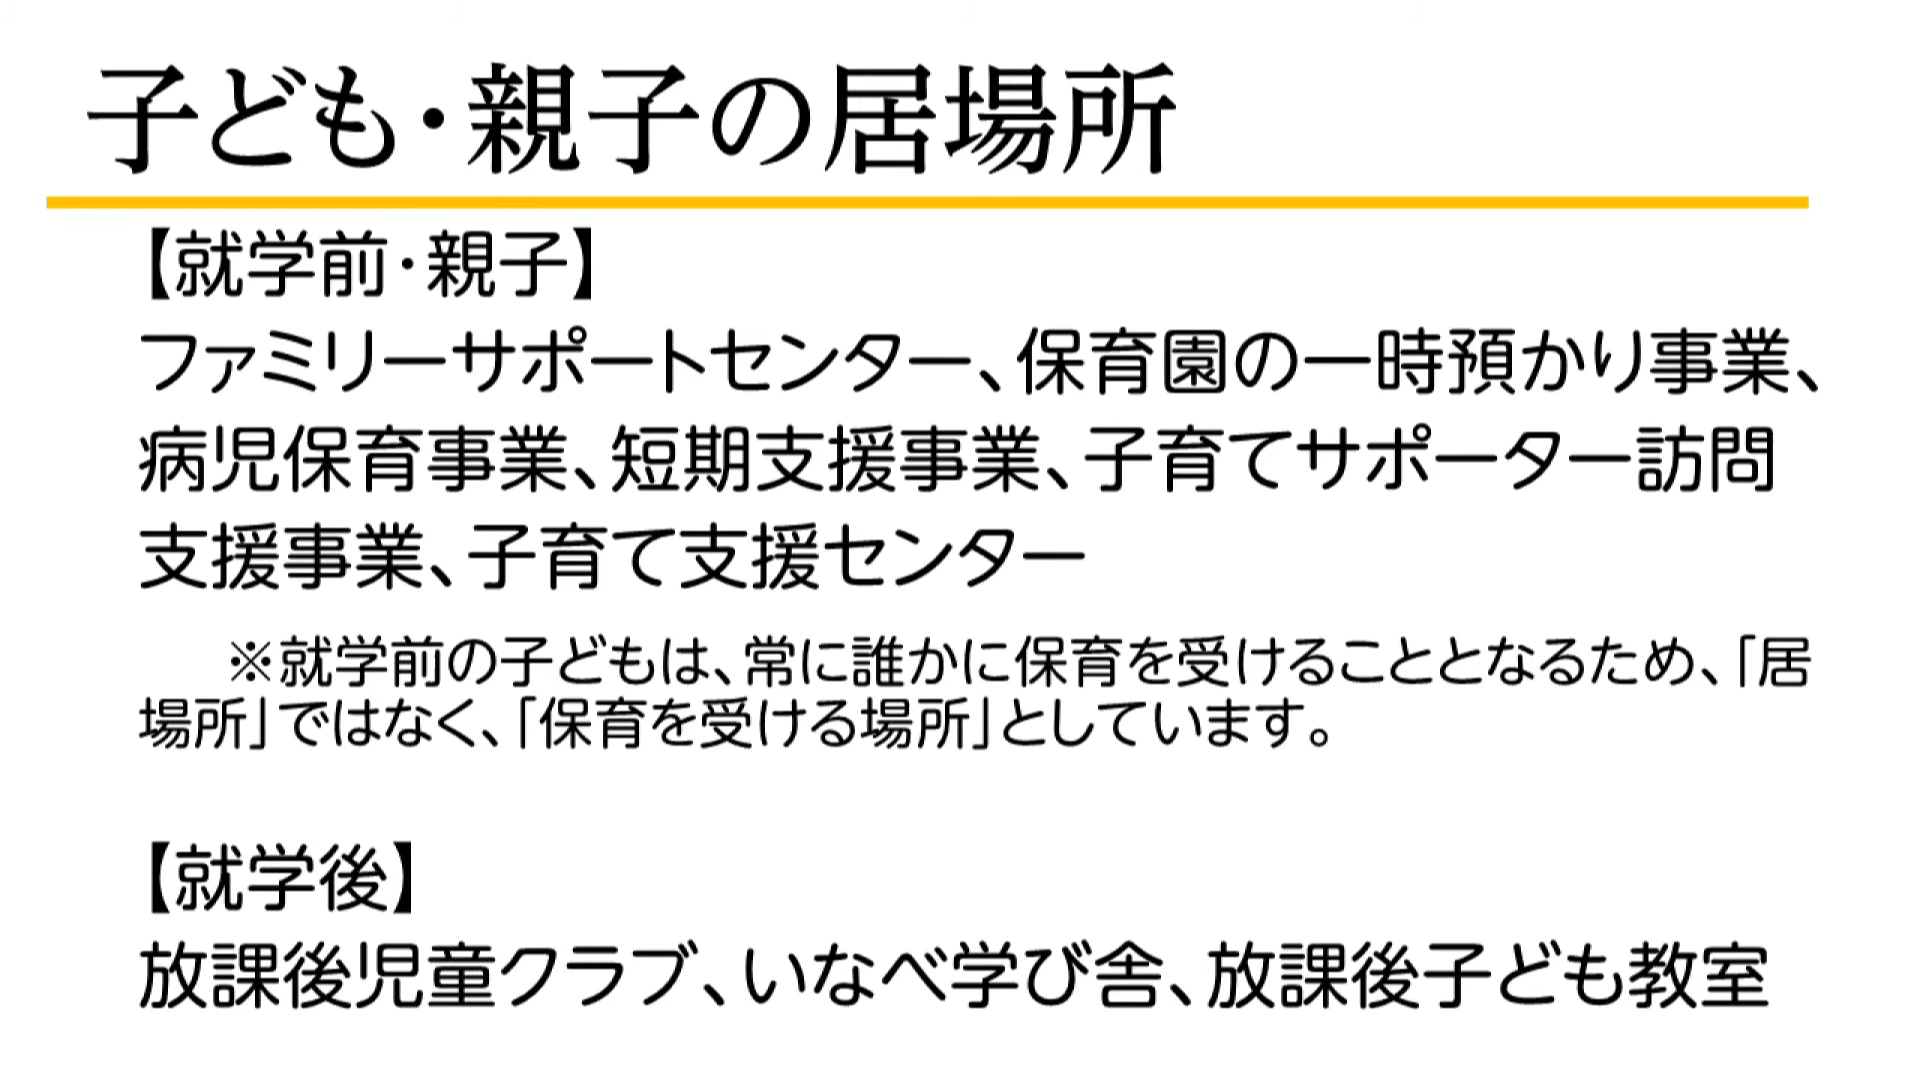 子ども・親子の居場所
【就学前・親子】
ファミリーサポートセンター、保育園の一時預かり事業、
病児保育事業、短期支援事業、子育てサポーター訪問
支援事業、子育て支援センター
※就学前の子どもは、常に誰かに保育を受けることとなるため、「居
場所」ではなく、「保育を受ける場所」としています。
【就学後】
放課後児童クラブ、いなべ学び舎、放課後子ども教室